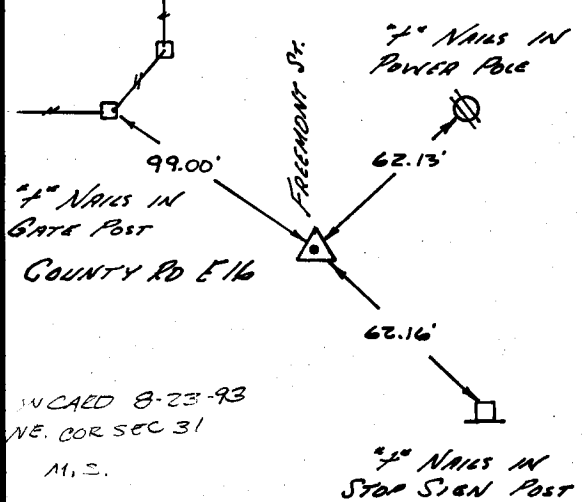 "+" NAILS IN
POWER POLE
FREEMONT ST.
99.00'
62.13'
"+" NAILS IN
GATE POST
COUNTY RD E16
62.16'
CARD 8-23-93
NE. COR SEC 31
M.S.
"+" NAILS IN
STOP SIGN POST